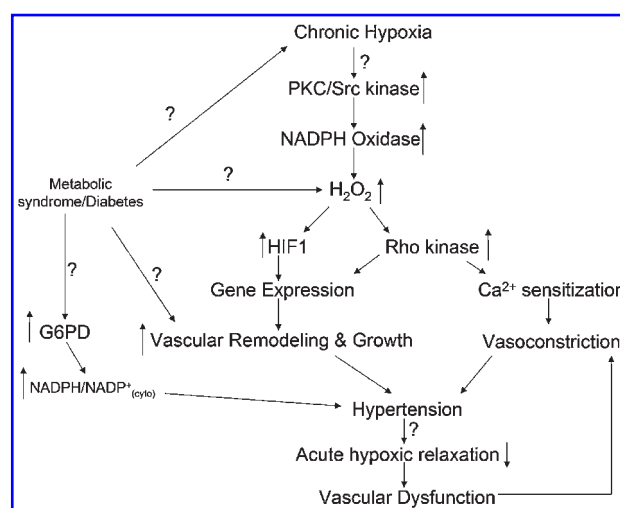 Chronic Hypoxia
?
PKC/Src kinase ↑
?
NADPH Oxidase ↑
Metabolic
syndrome/Diabetes
?
H₂O₂ ↑
↑ HIF1
Rho kinase ↑
?
?
Gene Expression
Ca²⁺ sensitization
↑ G6PD
↑ Vascular Remodeling & Growth
Vasoconstriction
↑ NADPH/NADP⁺(cyto)
Hypertension
?
Acute hypoxic relaxation ↓
Vascular Dysfunction